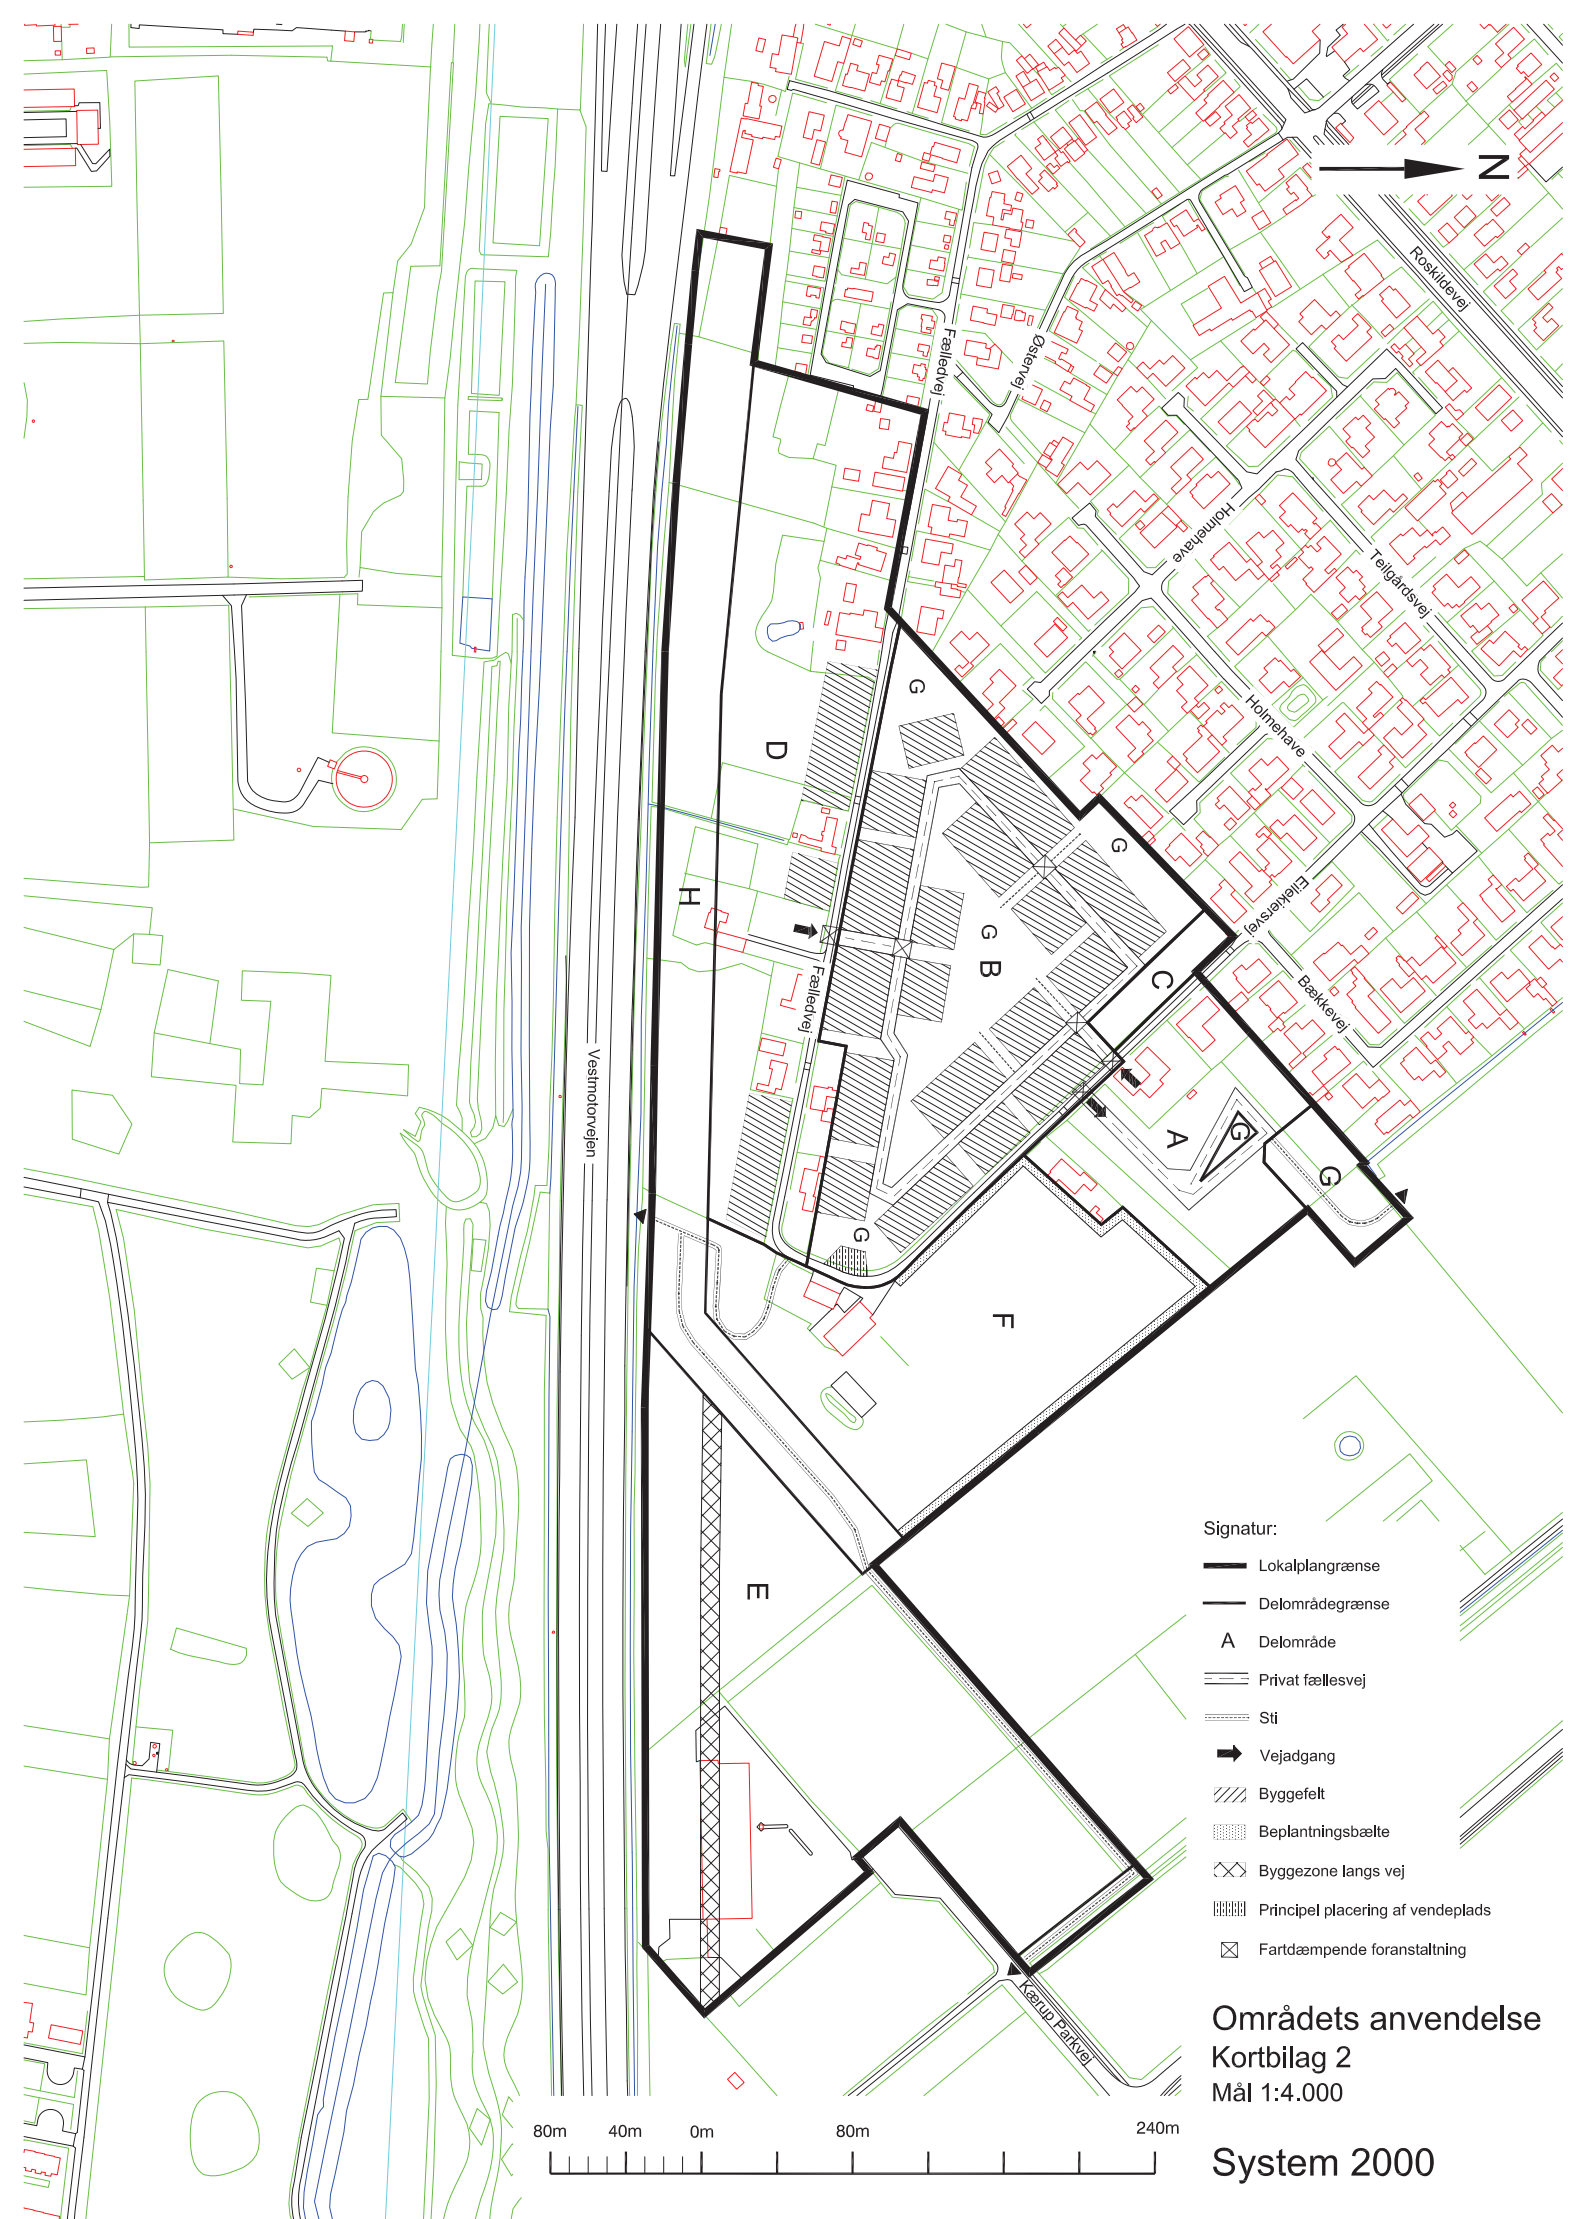 N
Roskildevej
Fælledvej
Østervej
Holmehave
Teilgårdsvej
G
Holmehave
D
G
H
Ellekiersvej
G
B
C
Bækkevej
Fælledvej
Vestmotorvejen
A
G
G
G
F
E
Kærup Parkvej
Signatur:
Lokalplangrænse
Delområdegrænse
A Delområde
Privat fællesvej
Sti
Vejadgang
Byggefelt
Beplantningsbælte
Byggezone langs vej
Principel placering af vendeplads
Fartdæmpende foranstaltning
Områdets anvendelse
Kortbilag 2
Mål 1:4.000
80m 40m 0m 80m 240m
System 2000